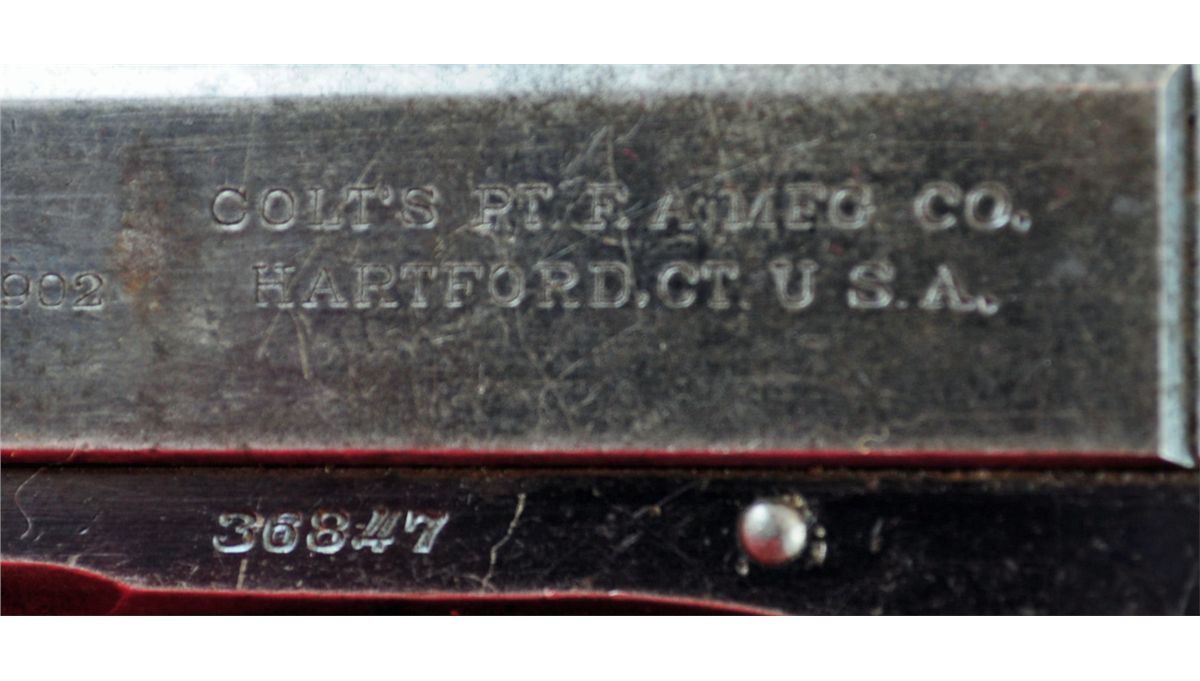 COLT'S PT. F. A. MFG. CO.
902 HARTFORD, CT. U. S. A.
36847